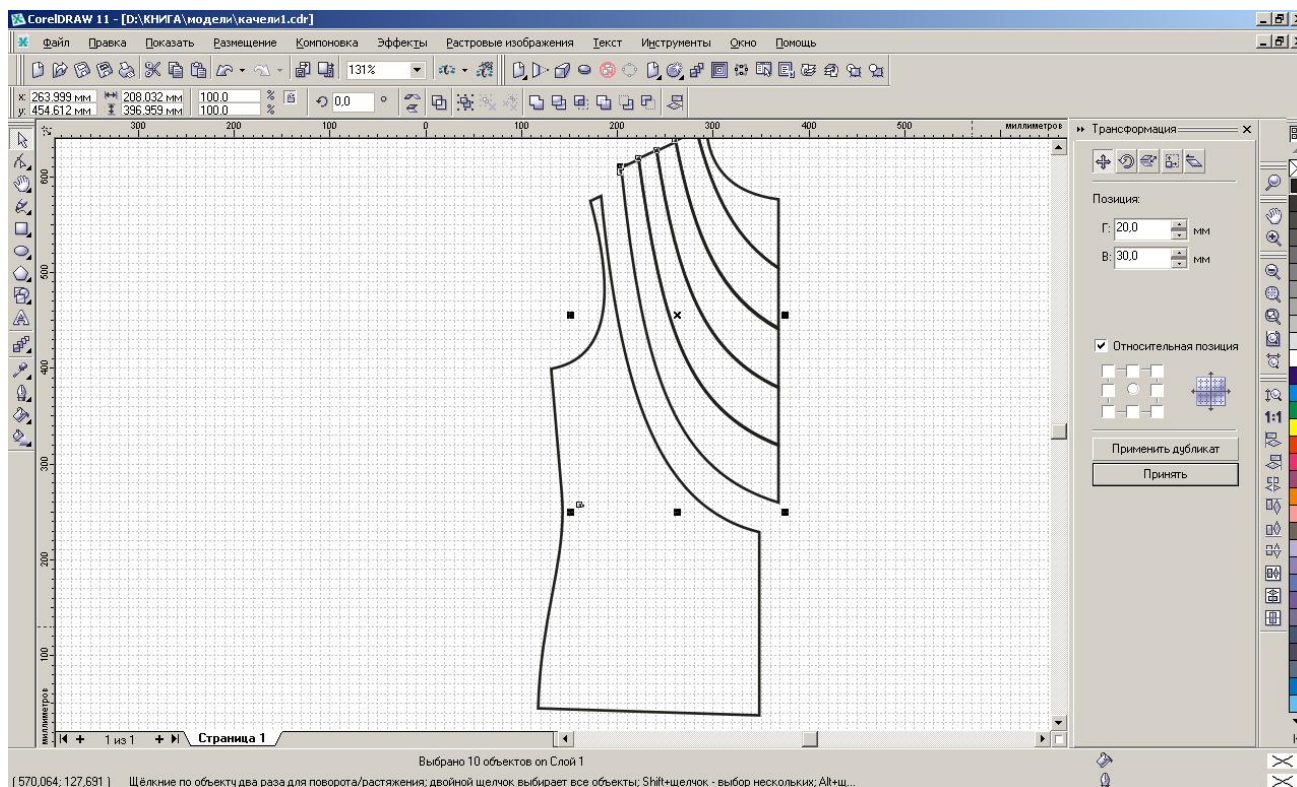 CorelDRAW 11 - [D:\КНИГА\модели\качели1.cdr]
Файл Правка Показать Размещение Компоновка Эффекты Растровые изображения Текст Инструменты Окно Помощь
131%
x: 263.999 мм 208.032 мм 100.0 % 0,0 °
y: 454.612 мм 396.959 мм 100.0 %
300 200 100 0 100 200 300 400 500 миллиметров
Трансформация
600
Позиция:
Г: 20,0 мм
В: 30,0 мм
500
Относительная позиция
400
1:1
Применить дубликат
Принять
300
200
100
миллиметров
1 из 1 Страница 1
Выбрано 10 объектов on Слой 1
( 570,064; 127,691 ) Щёлкние по объекту два раза для поворота/растяжения; двойной щелчок выбирает все объекты; Shift+щелчок - выбор нескольких; Alt+щ...